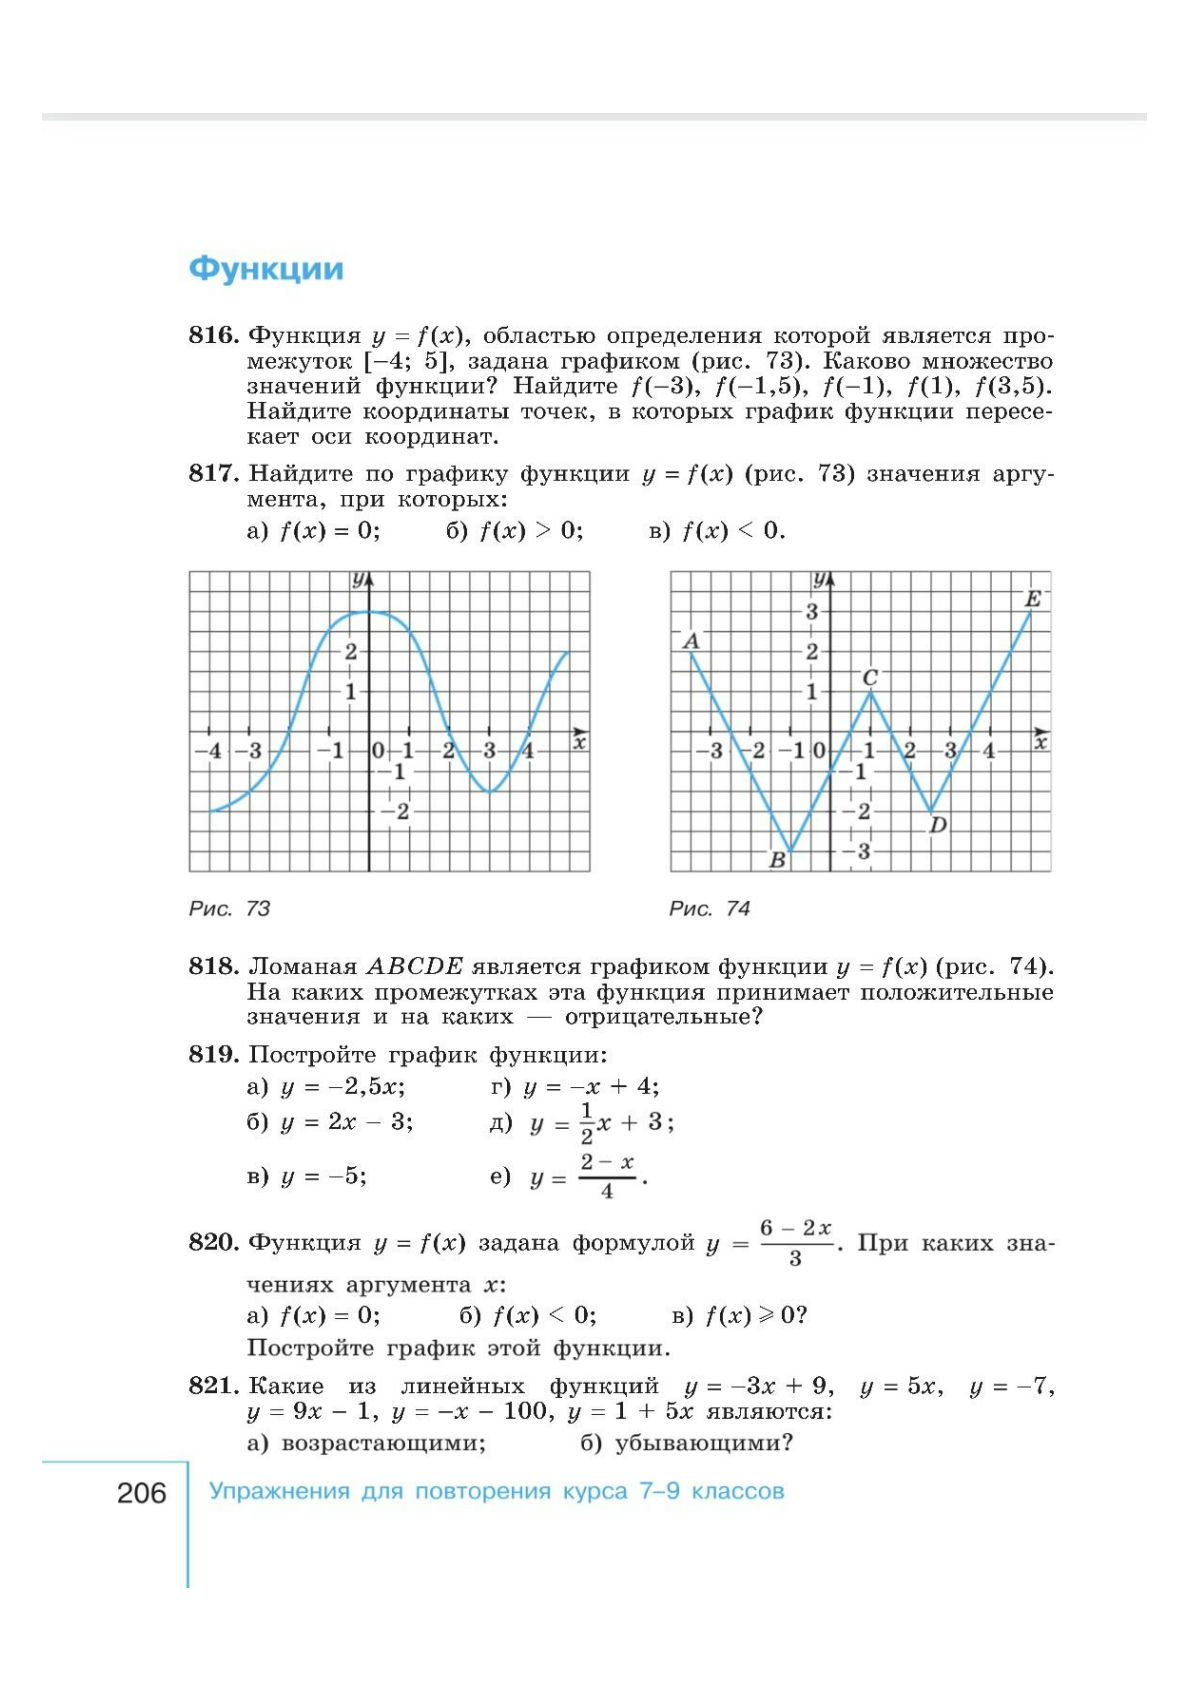 Функции
816. Функция y = f(x), областью определения которой является про-
межуток [−4; 5], задана графиком (рис. 73). Каково множество
значений функции? Найдите f(−3), f(−1,5), f(−1), f(1), f(3,5).
Найдите координаты точек, в которых график функции пересе-
кает оси координат.
817. Найдите по графику функции y = f(x) (рис. 73) значения аргу-
мента, при которых:
а) f(x) = 0; б) f(x) > 0; в) f(x) < 0.
y
2
1
−4 −3 −1 0 1 2 3 4 x
−1
−2
y
3 E
A
2
C
1
−3 −2 −1 0 1 2 3 4 x
−1
−2
D
B −3
Рис. 73
Рис. 74
818. Ломаная ABCDE является графиком функции y = f(x) (рис. 74).
На каких промежутках эта функция принимает положительные
значения и на каких — отрицательные?
819. Постройте график функции:
а) y = −2,5x; г) y = −x + 4;
б) y = 2x − 3; д) y = 1/2 x + 3;
в) y = −5; е) y = (2 − x)/4.
820. Функция y = f(x) задана формулой y = (6 − 2x)/3. При каких зна-
чениях аргумента x:
а) f(x) = 0; б) f(x) < 0; в) f(x) ⩾ 0?
Постройте график этой функции.
821. Какие из линейных функций y = −3x + 9, y = 5x, y = −7,
y = 9x − 1, y = −x − 100, y = 1 + 5x являются:
а) возрастающими; б) убывающими?
206 Упражнения для повторения курса 7–9 классов